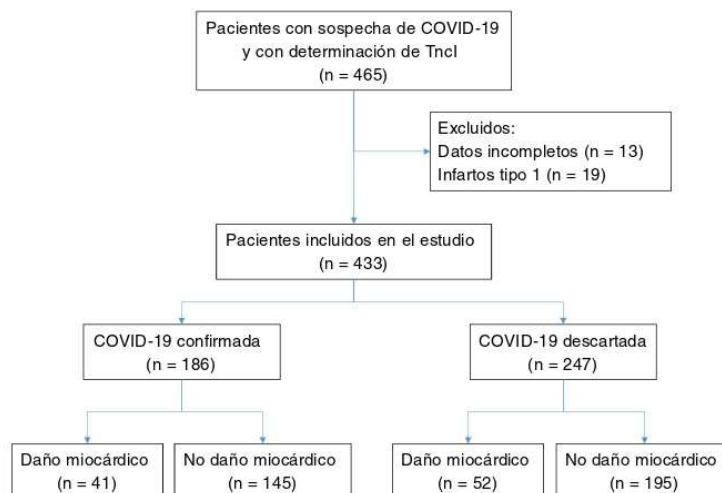 Pacientes con sospecha de COVID-19
y con determinación de TncI
(n = 465)
Excluidos:
Datos incompletos (n = 13)
Infartos tipo 1 (n = 19)
Pacientes incluidos en el estudio
(n = 433)
COVID-19 confirmada
(n = 186)
COVID-19 descartada
(n = 247)
Daño miocárdico
(n = 41)
No daño miocárdico
(n = 145)
Daño miocárdico
(n = 52)
No daño miocárdico
(n = 195)